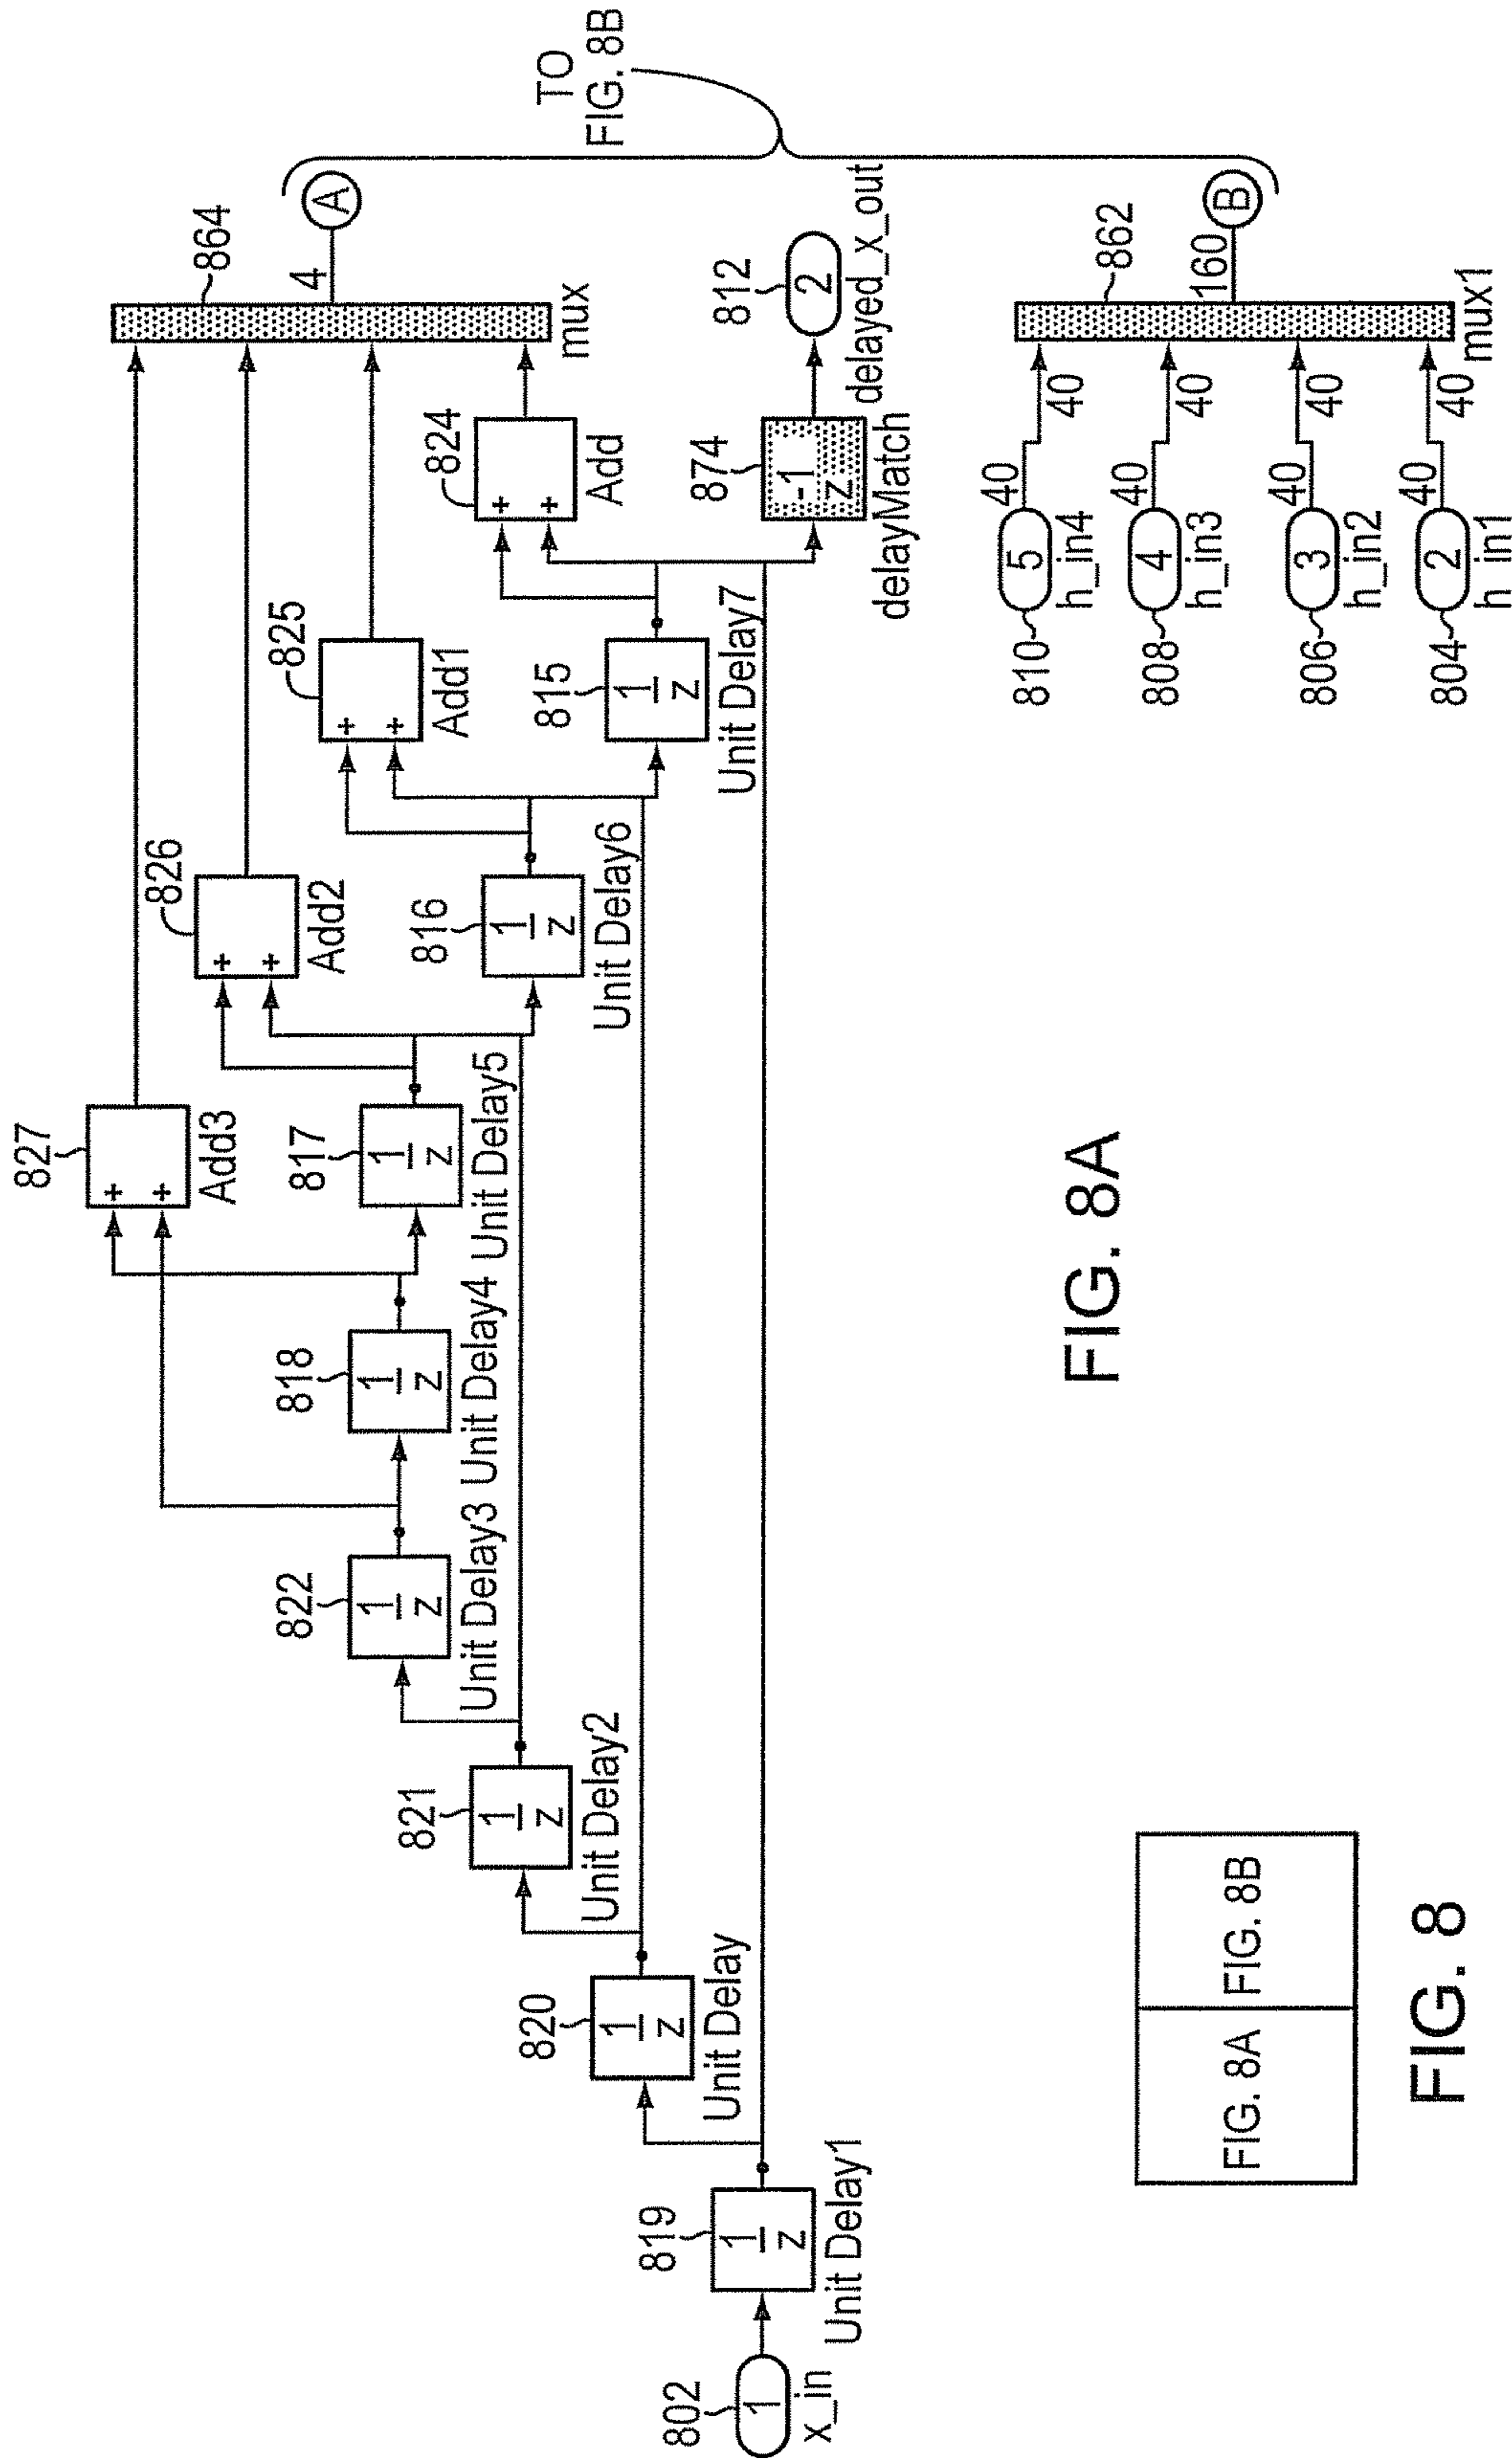 802
1
x_in
819
1
z
Unit Delay1
820
1
z
Unit Delay
821
1
z
Unit Delay2
822
1
z
Unit Delay3
818
1
z
Unit Delay4
827
+
+
Add3
817
1
z
Unit Delay5
826
+
+
Add2
816
1
z
Unit Delay6
825
+
+
Add1
815
1
z
Unit Delay7
824
+
+
Add
874
-1
z
delayMatch
812
2
delayed_x_out
864
mux
4
A
TO
FIG. 8B
810
5
h_in4
40
40
808
4
h_in3
40
40
806
3
h_in2
40
40
804
2
h_in1
40
40
862
mux1
160
B
FIG. 8A
FIG. 8A
FIG. 8B
FIG. 8